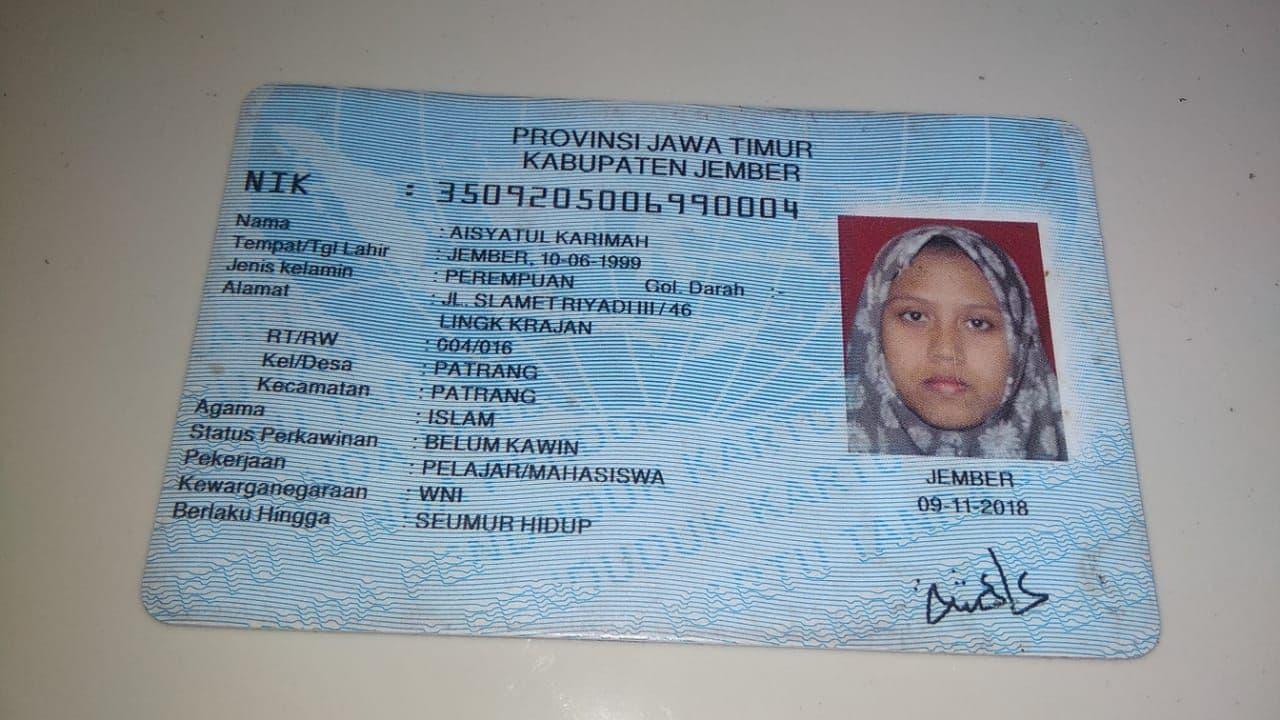 PROVINSI JAWA TIMUR
KABUPATEN JEMBER
NIK : 3509205006990004
Nama : AISYATUL KARIMAH
Tempat/Tgl Lahir : JEMBER, 10-06-1999
Jenis kelamin : PEREMPUAN Gol. Darah :-
Alamat : JL. SLAMET RIYADI III / 46
LINGK KRAJAN
RT/RW : 004/016
Kel/Desa : PATRANG
Kecamatan : PATRANG
Agama : ISLAM
Status Perkawinan : BELUM KAWIN
Pekerjaan : PELAJAR/MAHASISWA
Kewarganegaraan : WNI
Berlaku Hingga : SEUMUR HIDUP
JEMBER
09-11-2018